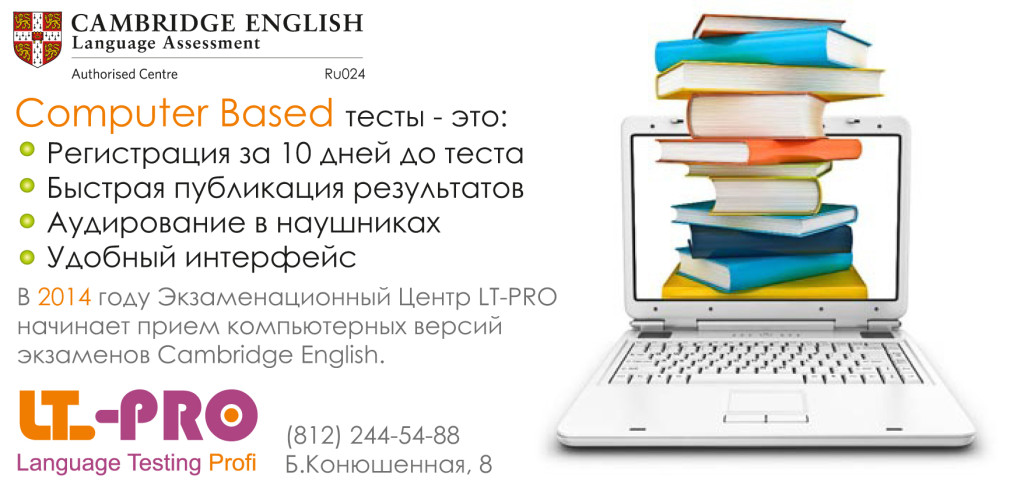 CAMBRIDGE ENGLISH
Language Assessment
Authorised Centre Ru024
Computer Based тесты - это:
Регистрация за 10 дней до теста
Быстрая публикация результатов
Аудирование в наушниках
Удобный интерфейс
В 2014 году Экзаменационный Центр LT-PRO
начинает прием компьютерных версий
экзаменов Cambridge English.
LT-PRO
Language Testing Profi
(812) 244-54-88
Б.Конюшенная, 8